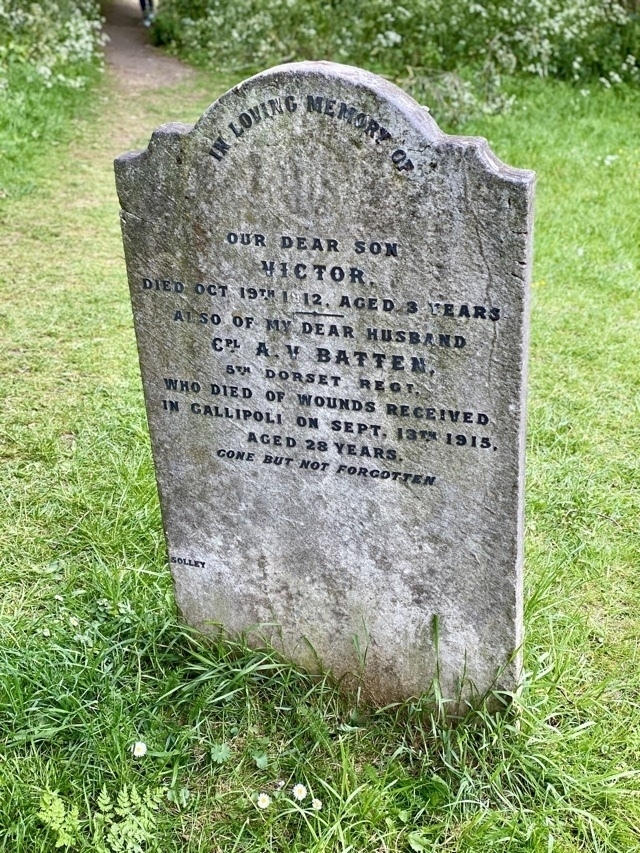 IN LOVING MEMORY OF
OUR DEAR SON
VICTOR,
DIED OCT. 19TH 1912, AGED 3 YEARS
ALSO OF MY DEAR HUSBAND
CPL A. V BATTEN,
5TH DORSET REGT,
WHO DIED OF WOUNDS RECEIVED
IN GALLIPOLI ON SEPT. 13TH 1915,
AGED 28 YEARS.
GONE BUT NOT FORGOTTEN
SOLLEY